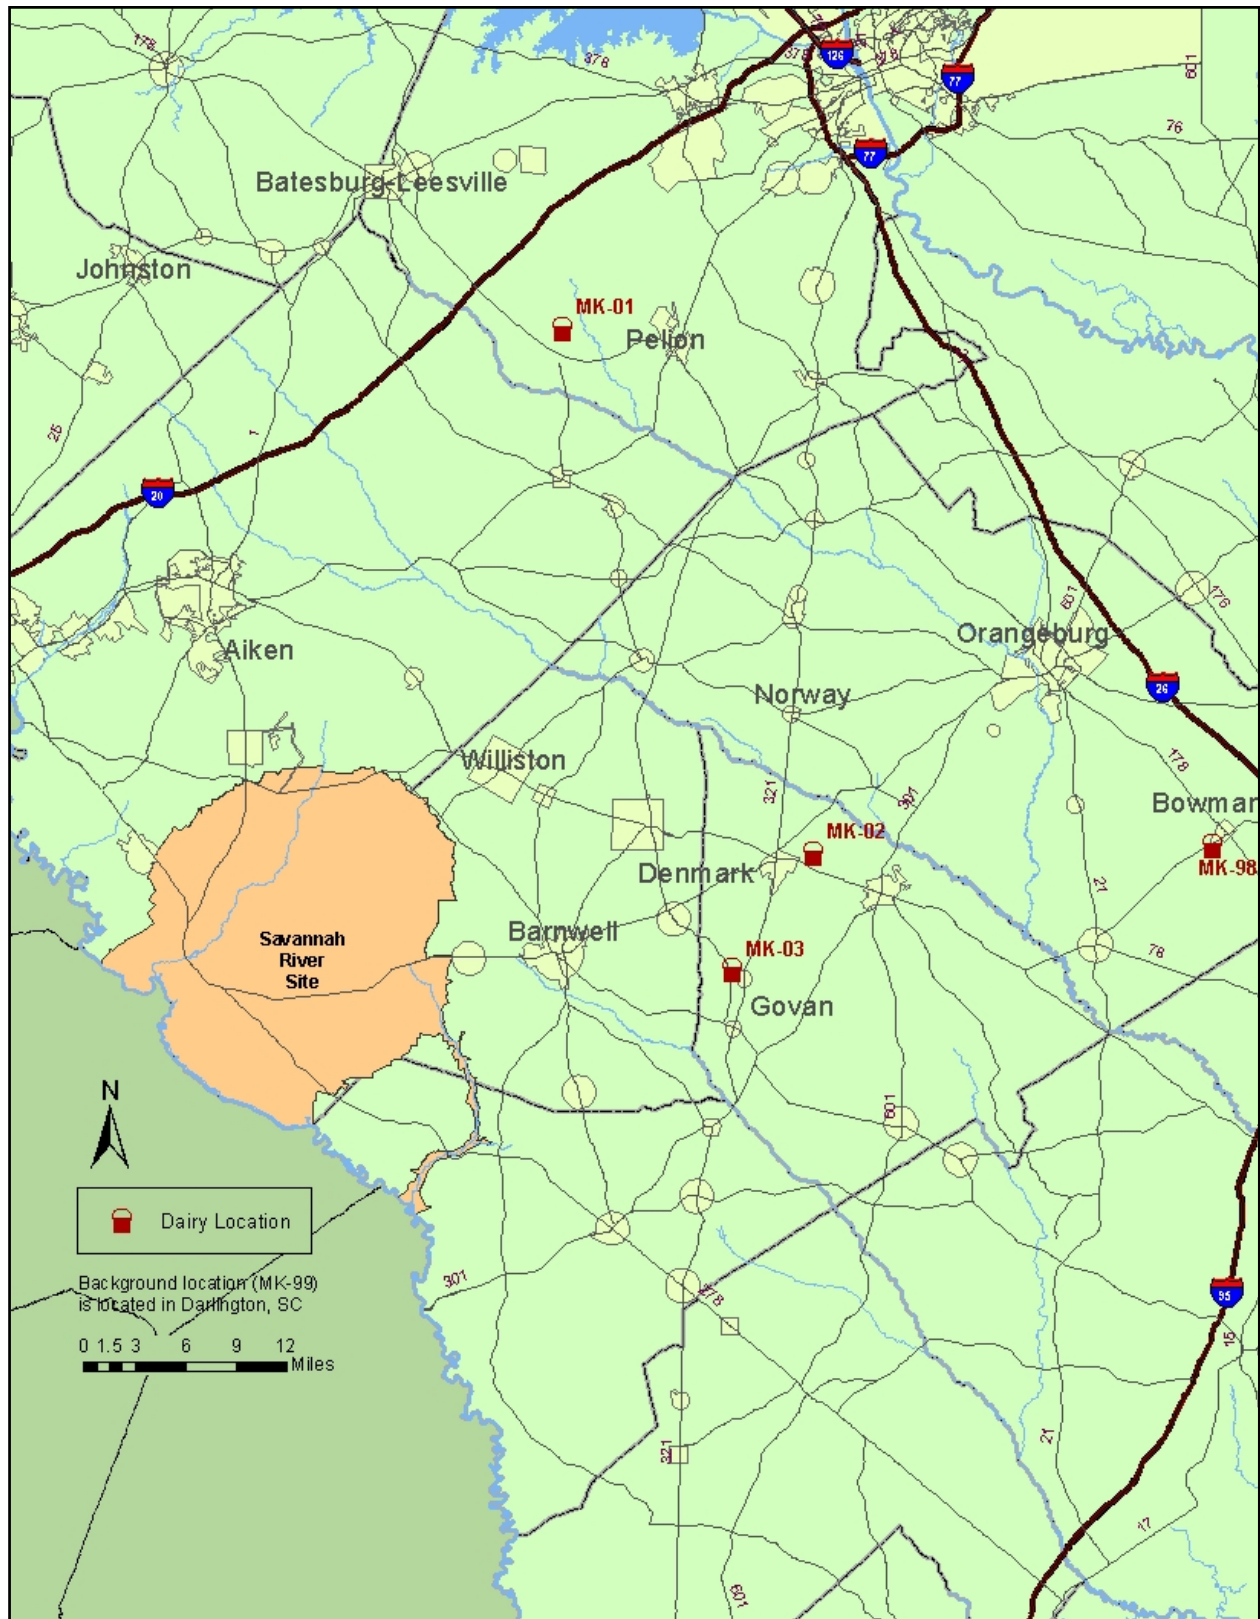 178
378
378
126
18
77
601
76
77
Batesburg-Leesville
Johnston
MK-01
Pelion
25
1
20
601
176
Orangeburg
Aiken
26
Norway
178
Williston
321
301
Bowman
MK-02
MK-98
Denmark
21
Barnwell
78
Savannah
River
Site
MK-03
Govan
N
601
Dairy Location
Background location (MK-99)
is located in Darlington, SC
301
278
95
15
0 1.5 3 6 9 12
Miles
21
321
17
601